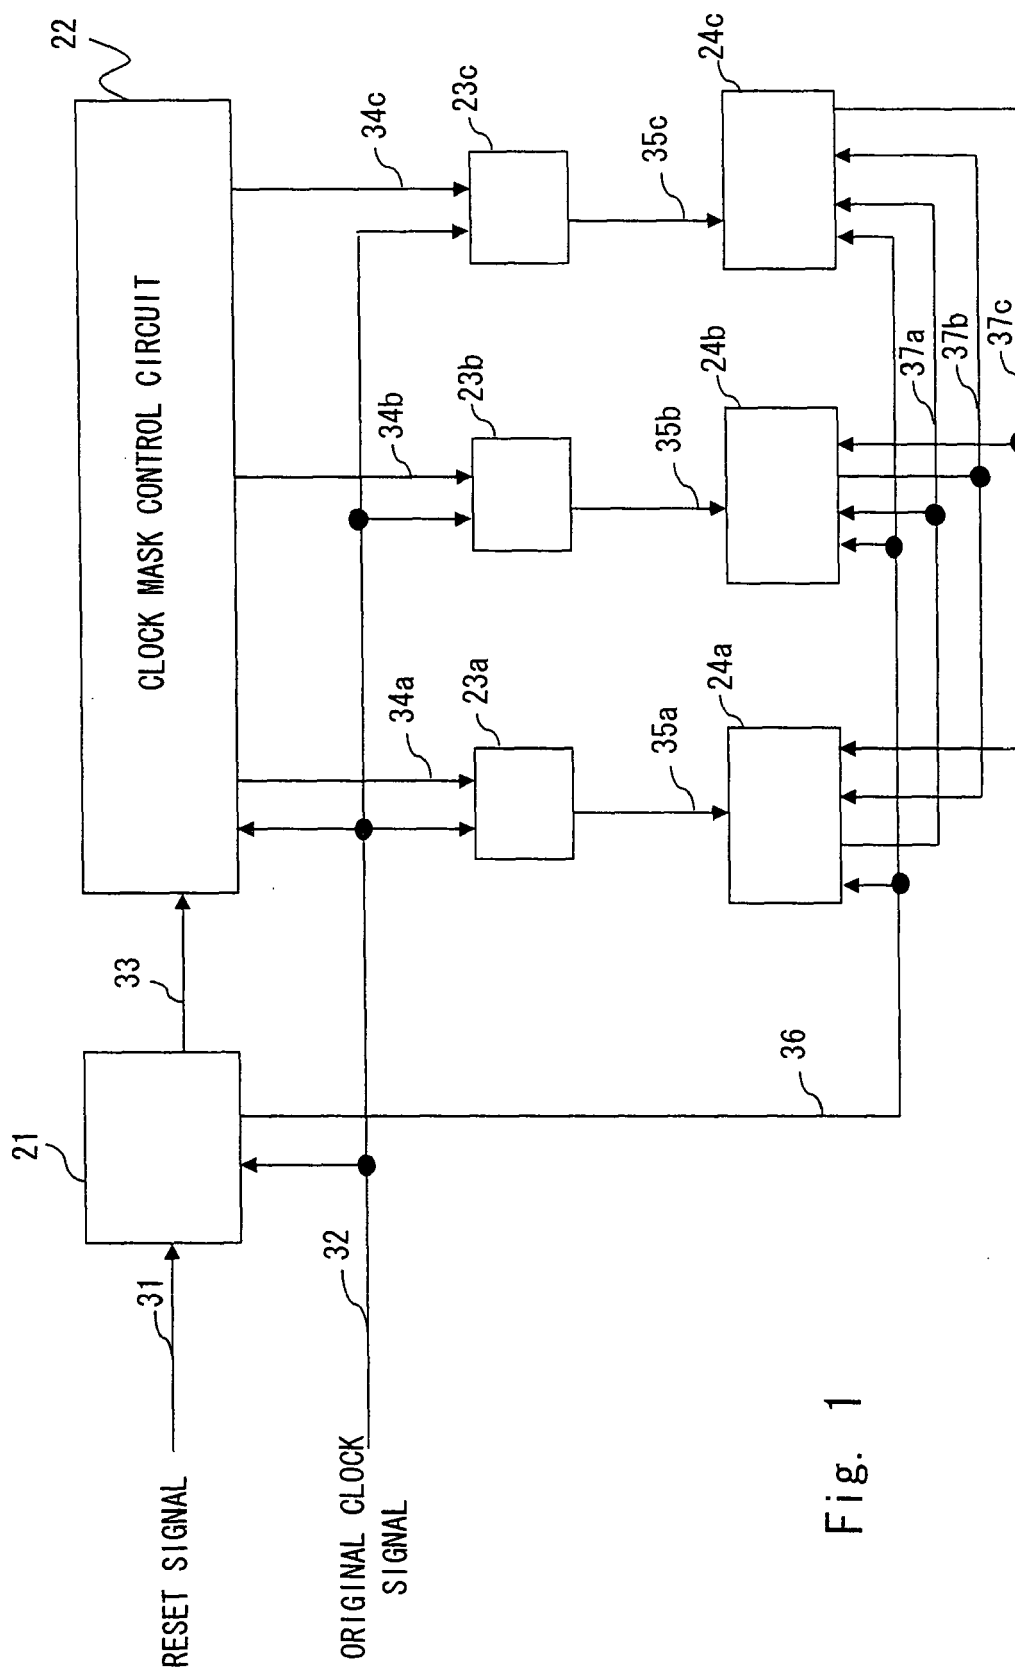 RESET SIGNAL
31
21
33
22
CLOCK MASK CONTROL CIRCUIT
ORIGINAL CLOCK
SIGNAL
32
34a
34b
34c
23a
23b
23c
35a
35b
35c
36
24a
24b
24c
37a
37b
37c
Fig. 1